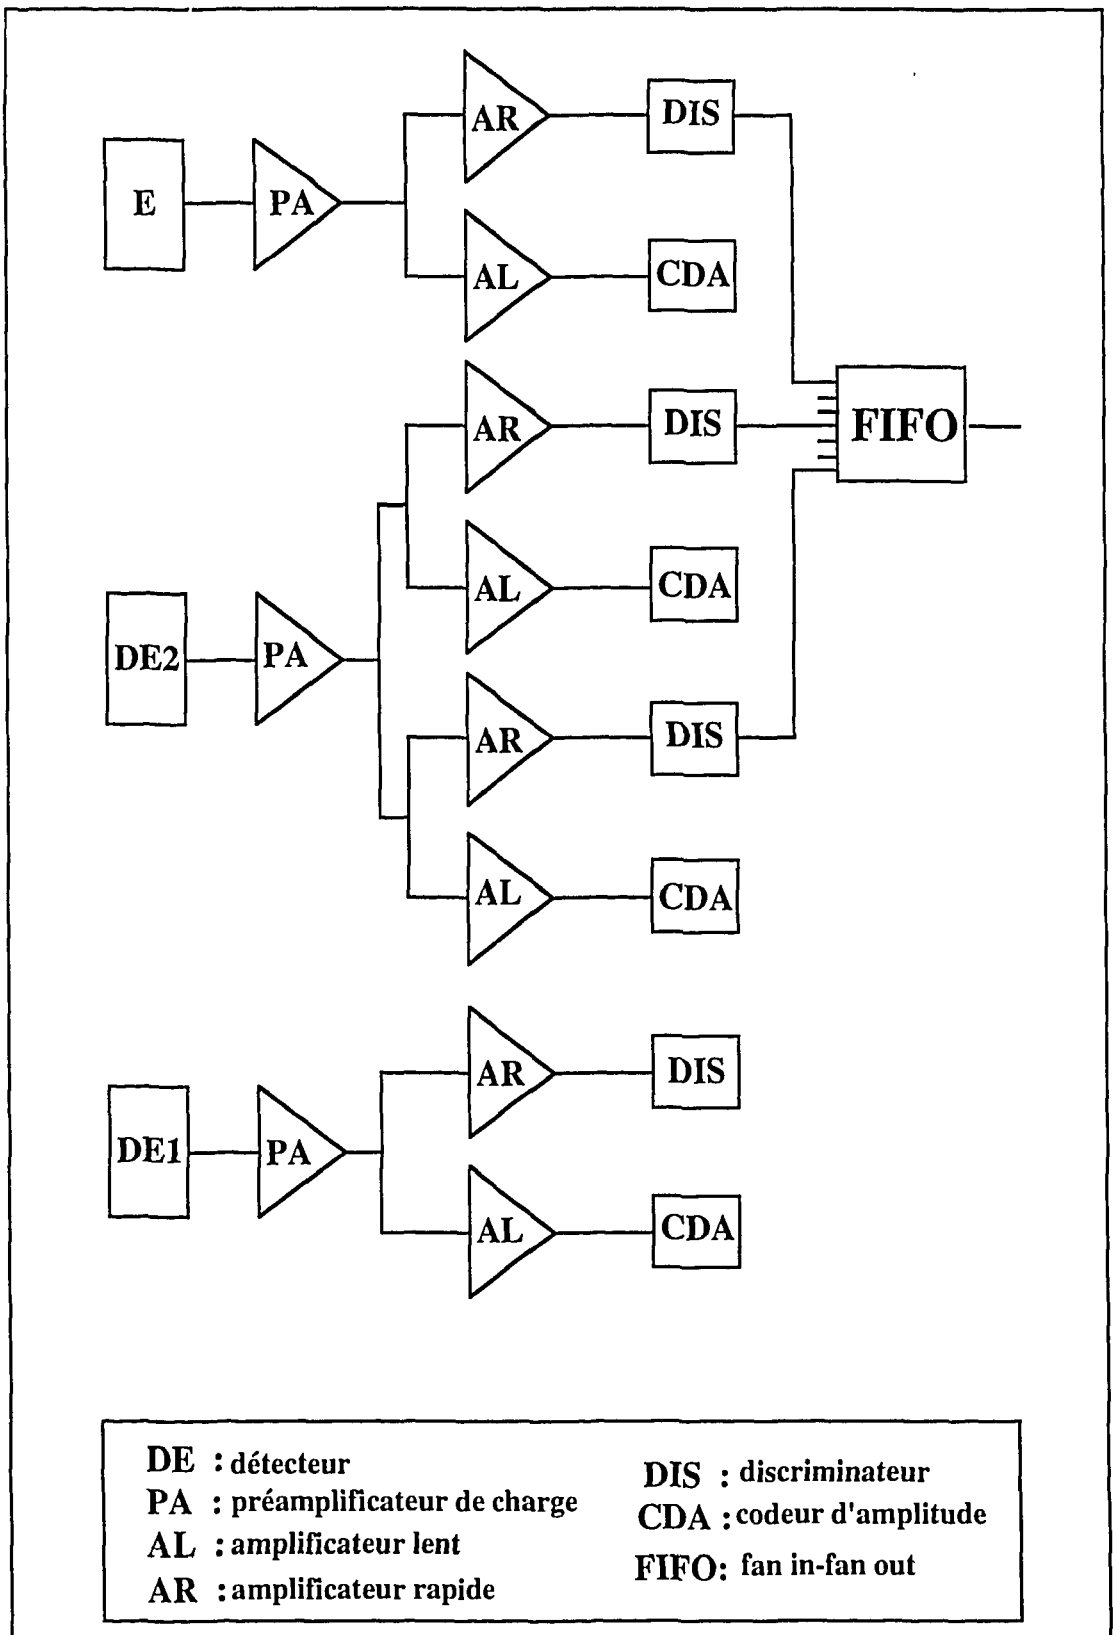 AR
DIS
E
PA
AL
CDA
AR
DIS
FIFO
AL
CDA
DE2
PA
AR
DIS
AL
CDA
AR
DIS
DE1
PA
AL
CDA
DE : détecteur
PA : préamplificateur de charge
AL : amplificateur lent
AR : amplificateur rapide
DIS : discriminateur
CDA : codeur d'amplitude
FIFO: fan in-fan out